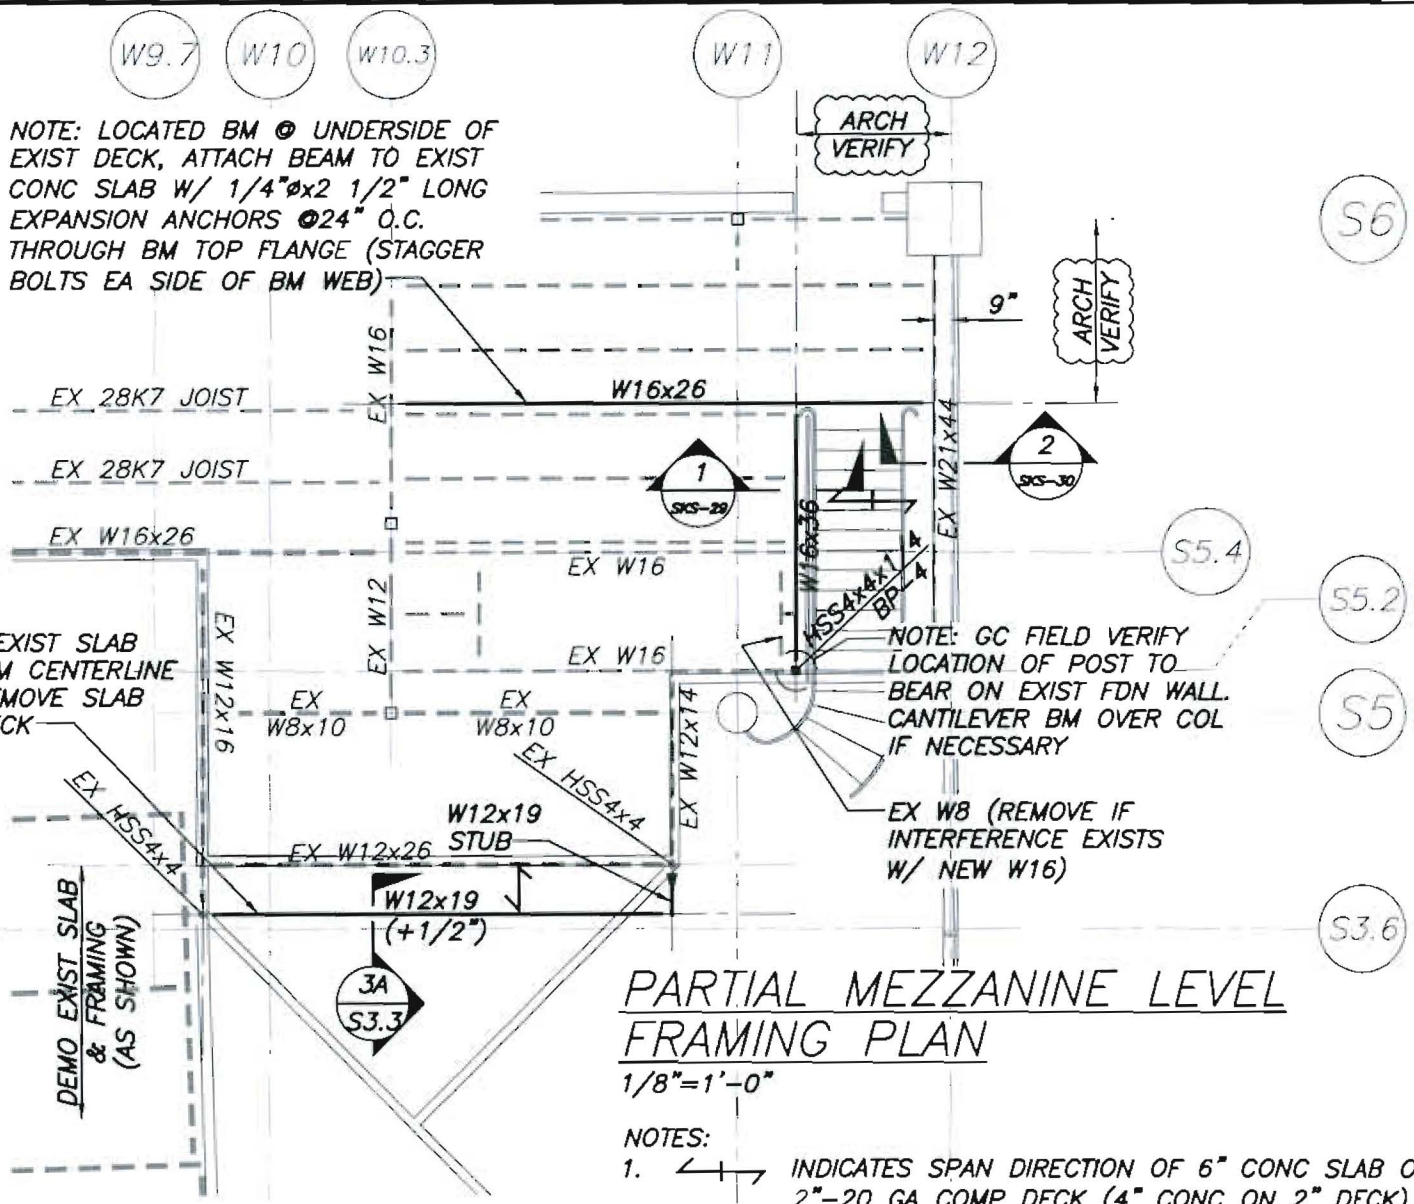 W9.7
W10
W10.3
W11
W12
NOTE: LOCATED BM @ UNDERSIDE OF
EXIST DECK, ATTACH BEAM TO EXIST
CONC SLAB W/ 1/4"øx2 1/2" LONG
EXPANSION ANCHORS @24" O.C.
THROUGH BM TOP FLANGE (STAGGER
BOLTS EA SIDE OF BM WEB)
ARCH
VERIFY
S6
ARCH
VERIFY
9"
EX W16
W16x26
EX 28K7 JOIST
EX 28K7 JOIST
EX W21x44
1
SKS-29
2
SKS-30
EX W16x26
EX W16
W16x36
S5.4
EX W12
HSS4x4x1/4
BP-4
S5.2
EXIST SLAB
M CENTERLINE
MOVE SLAB
CK
EX W12x16
EX W16
EX
W8x10
EX
W8x10
EX W12x14
NOTE: GC FIELD VERIFY
LOCATION OF POST TO
BEAR ON EXIST FDN WALL.
CANTILEVER BM OVER COL
IF NECESSARY
S5
EX HSS4x4
EX HSS4x4
W12x19
STUB
EX W12x26
EX W8 (REMOVE IF
INTERFERENCE EXISTS
W/ NEW W16)
W12x19
(+1/2")
S3.6
DEMO EXIST SLAB
& FRAMING
(AS SHOWN)
3A
S3.3
PARTIAL MEZZANINE LEVEL
FRAMING PLAN
1/8"=1'-0"
NOTES:
1. INDICATES SPAN DIRECTION OF 6" CONC SLAB O
2"-20 GA COMP DECK (4" CONC ON 2" DECK)